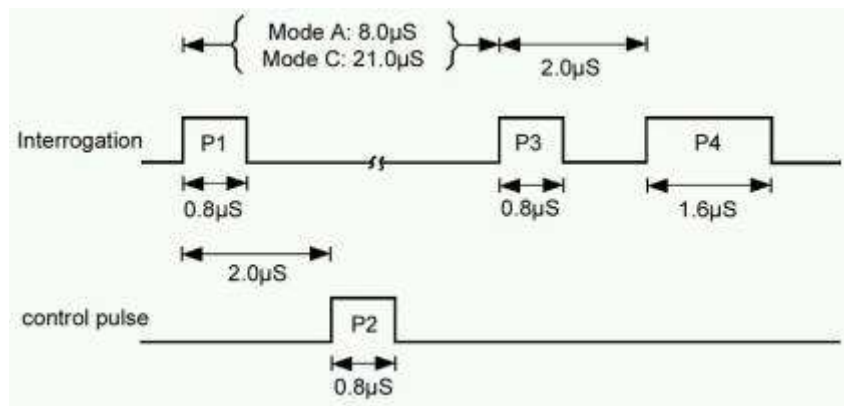 Mode A: 8.0µS
Mode C: 21.0µS
2.0µS
Interrogation
P1
P3
P4
0.8µS
0.8µS
1.6µS
2.0µS
control pulse
P2
0.8µS